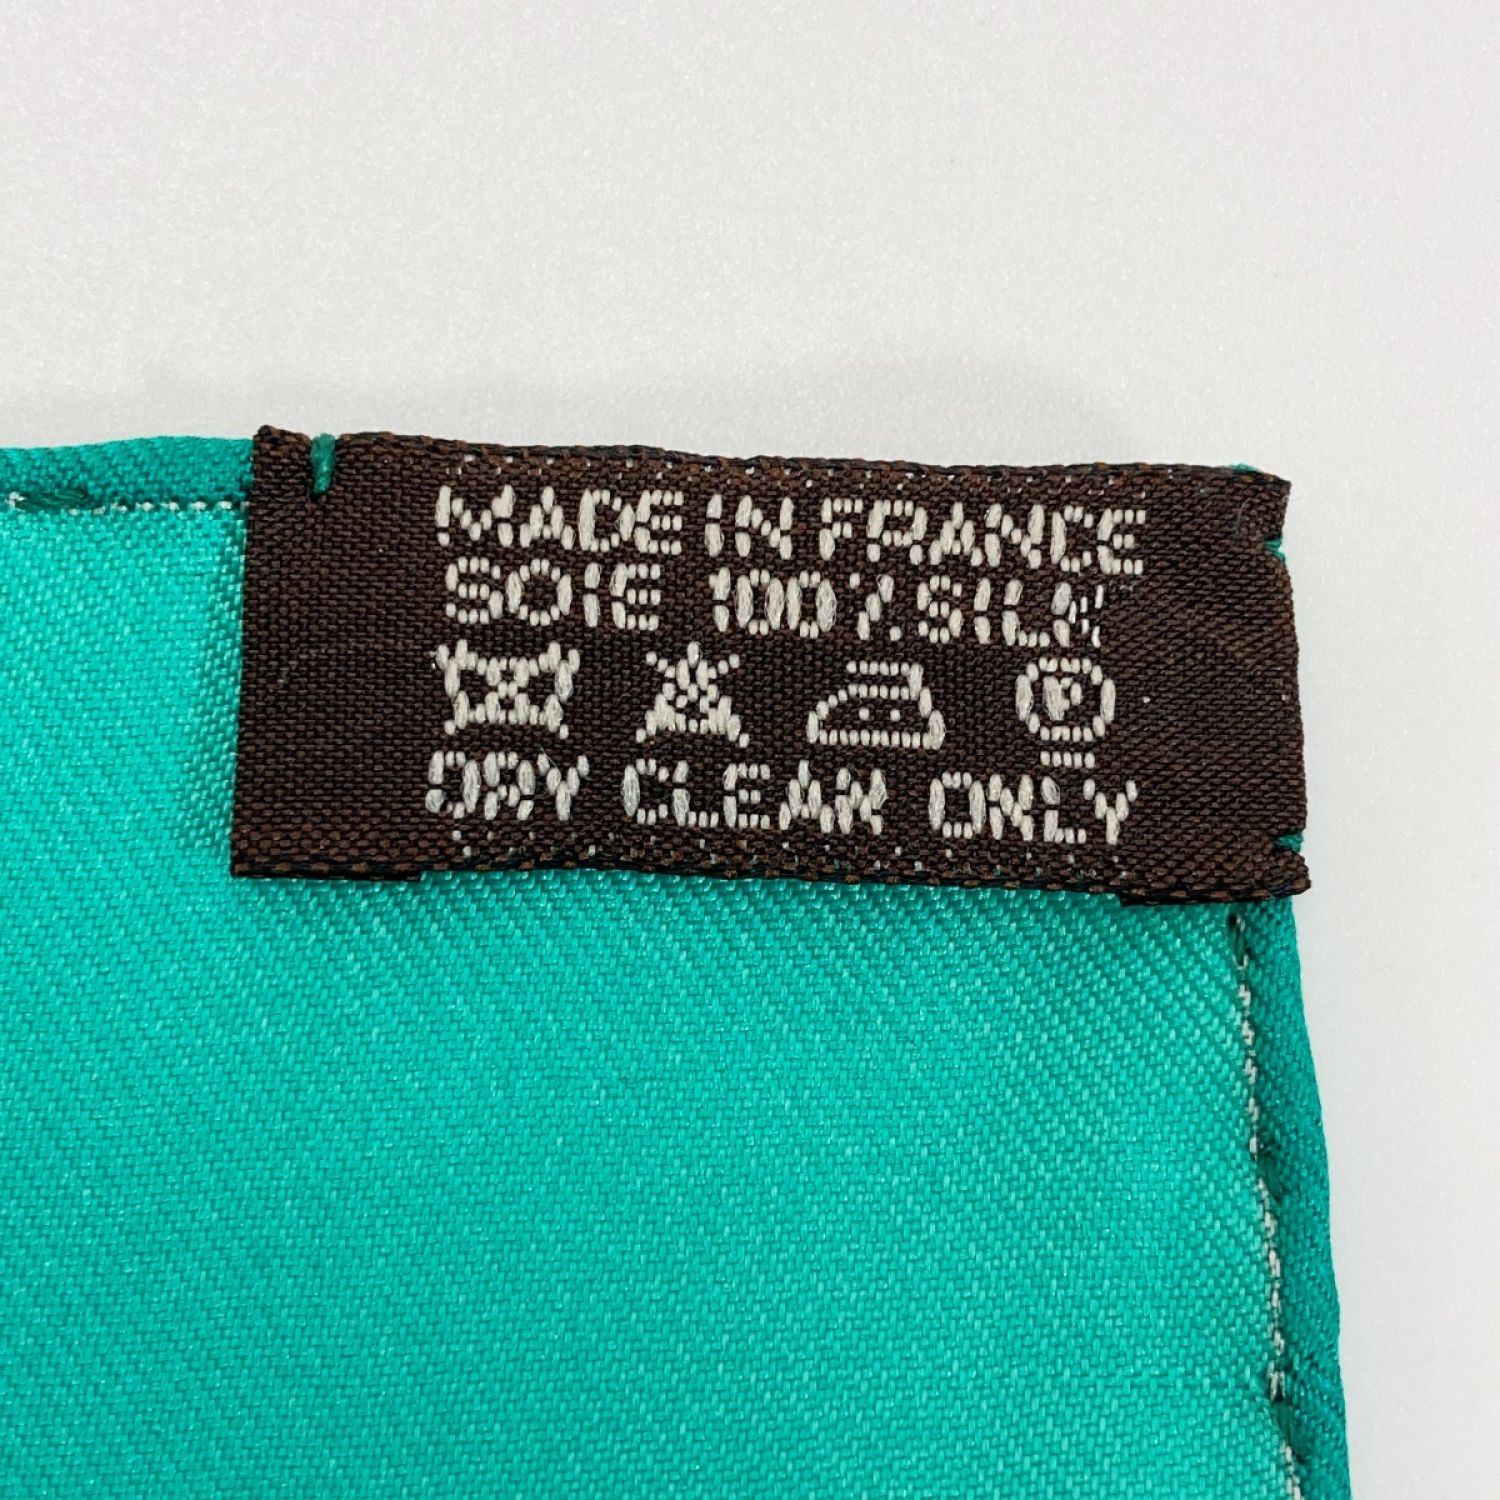 MADE IN FRANCE
SOIE 100% SILK
P
DRY CLEAN ONLY